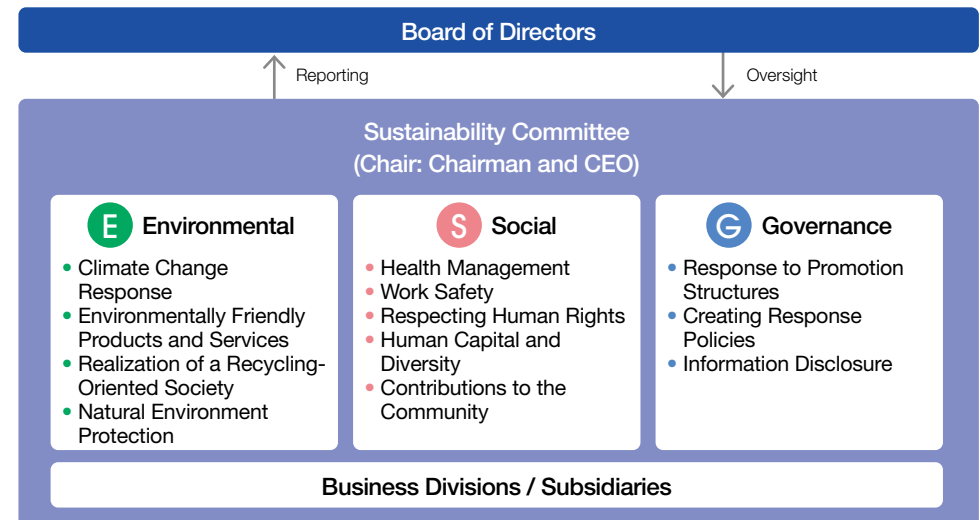 Board of Directors
Reporting
Oversight
Sustainability Committee
(Chair: Chairman and CEO)
E Environmental
• Climate Change
Response
• Environmentally Friendly
Products and Services
• Realization of a Recycling-
Oriented Society
• Natural Environment
Protection
S Social
• Health Management
• Work Safety
• Respecting Human Rights
• Human Capital and
Diversity
• Contributions to the
Community
G Governance
• Response to Promotion
Structures
• Creating Response
Policies
• Information Disclosure
Business Divisions / Subsidiaries